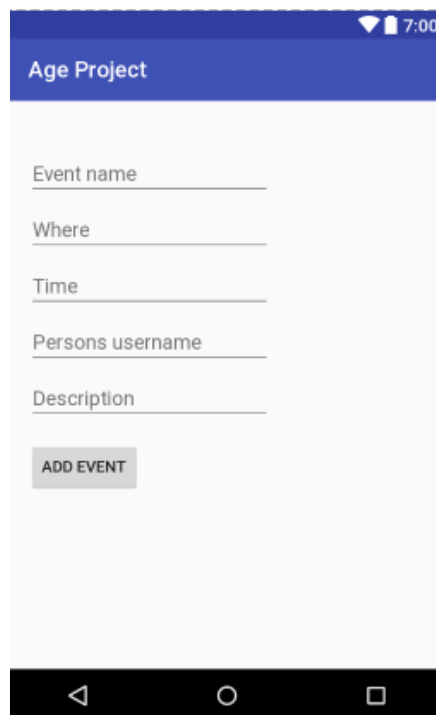 7:00
Age Project
Event name
Where
Time
Persons username
Description
ADD EVENT